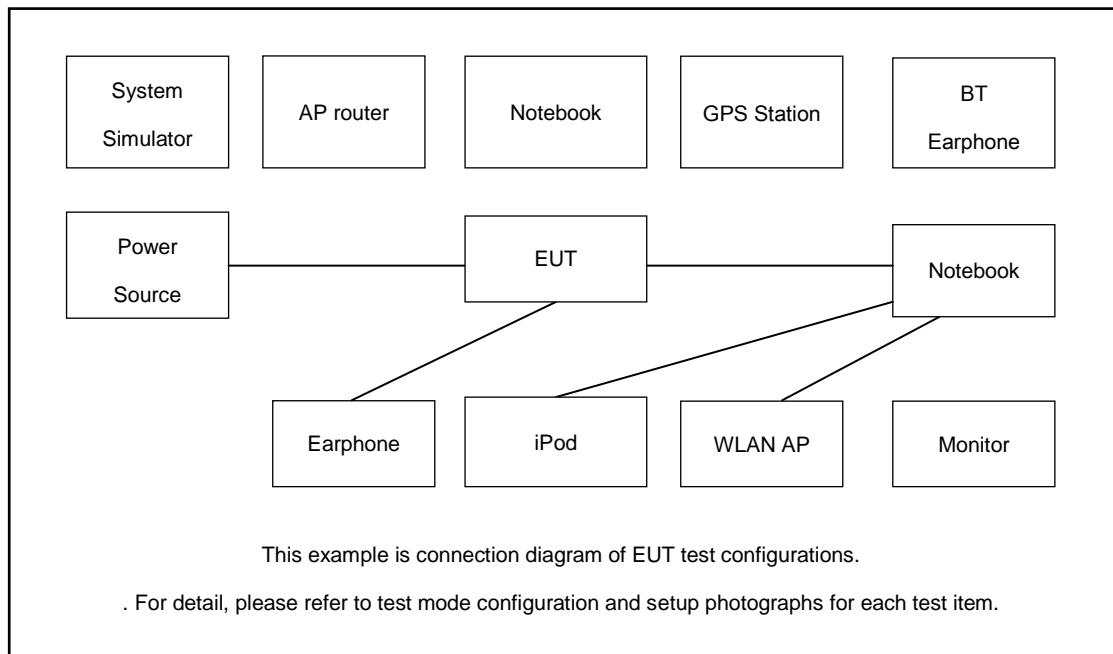 System
Simulator
AP router
Notebook
GPS Station
BT
Earphone
Power
Source
EUT
Notebook
Earphone
iPod
WLAN AP
Monitor
This example is connection diagram of EUT test configurations.
. For detail, please refer to test mode configuration and setup photographs for each test item.